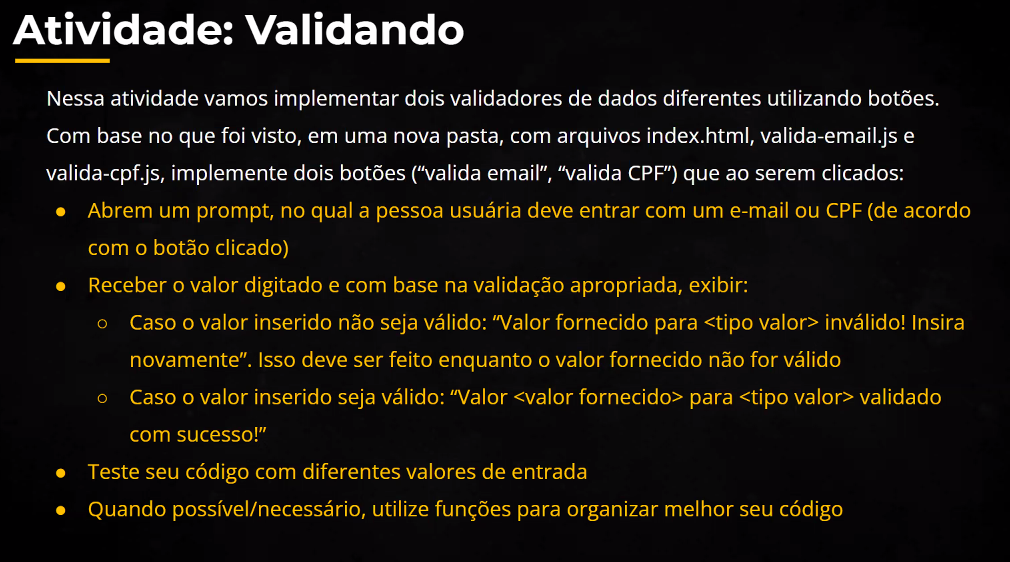 Atividade: Validando
Nessa atividade vamos implementar dois validadores de dados diferentes utilizando botões.
Com base no que foi visto, em uma nova pasta, com arquivos index.html, valida-email.js e
valida-cpf.js, implemente dois botões (“valida email”, “valida CPF”) que ao serem clicados:
● Abrem um prompt, no qual a pessoa usuária deve entrar com um e-mail ou CPF (de acordo
com o botão clicado)
● Receber o valor digitado e com base na validação apropriada, exibir:
○ Caso o valor inserido não seja válido: “Valor fornecido para <tipo valor> inválido! Insira
novamente”. Isso deve ser feito enquanto o valor fornecido não for válido
○ Caso o valor inserido seja válido: “Valor <valor fornecido> para <tipo valor> validado
com sucesso!”
● Teste seu código com diferentes valores de entrada
● Quando possível/necessário, utilize funções para organizar melhor seu código